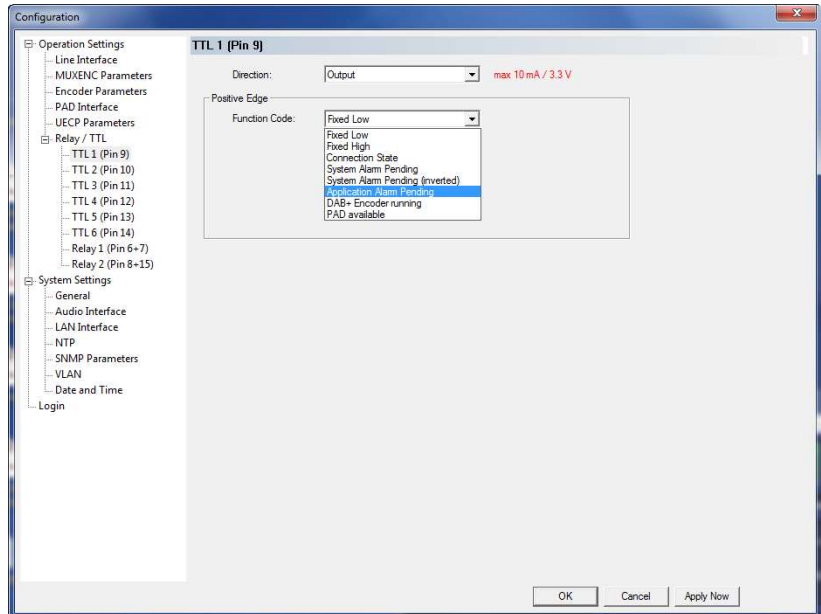 Configuration
Operation Settings
Line Interface
MUXENC Parameters
Encoder Parameters
PAD Interface
UECP Parameters
Relay / TTL
TTL 1 (Pin 9)
TTL 2 (Pin 10)
TTL 3 (Pin 11)
TTL 4 (Pin 12)
TTL 5 (Pin 13)
TTL 6 (Pin 14)
Relay 1 (Pin 6+7)
Relay 2 (Pin 8+15)
System Settings
General
Audio Interface
LAN Interface
NTP
SNMP Parameters
VLAN
Date and Time
Login
TTL 1 (Pin 9)
Direction: Output max 10 mA / 3.3 V
Positive Edge
Function Code: Fixed Low
Fixed Low
Fixed High
Connection State
System Alarm Pending
System Alarm Pending (inverted)
Application Alarm Pending
DAB+ Encoder running
PAD available
OK Cancel Apply Now